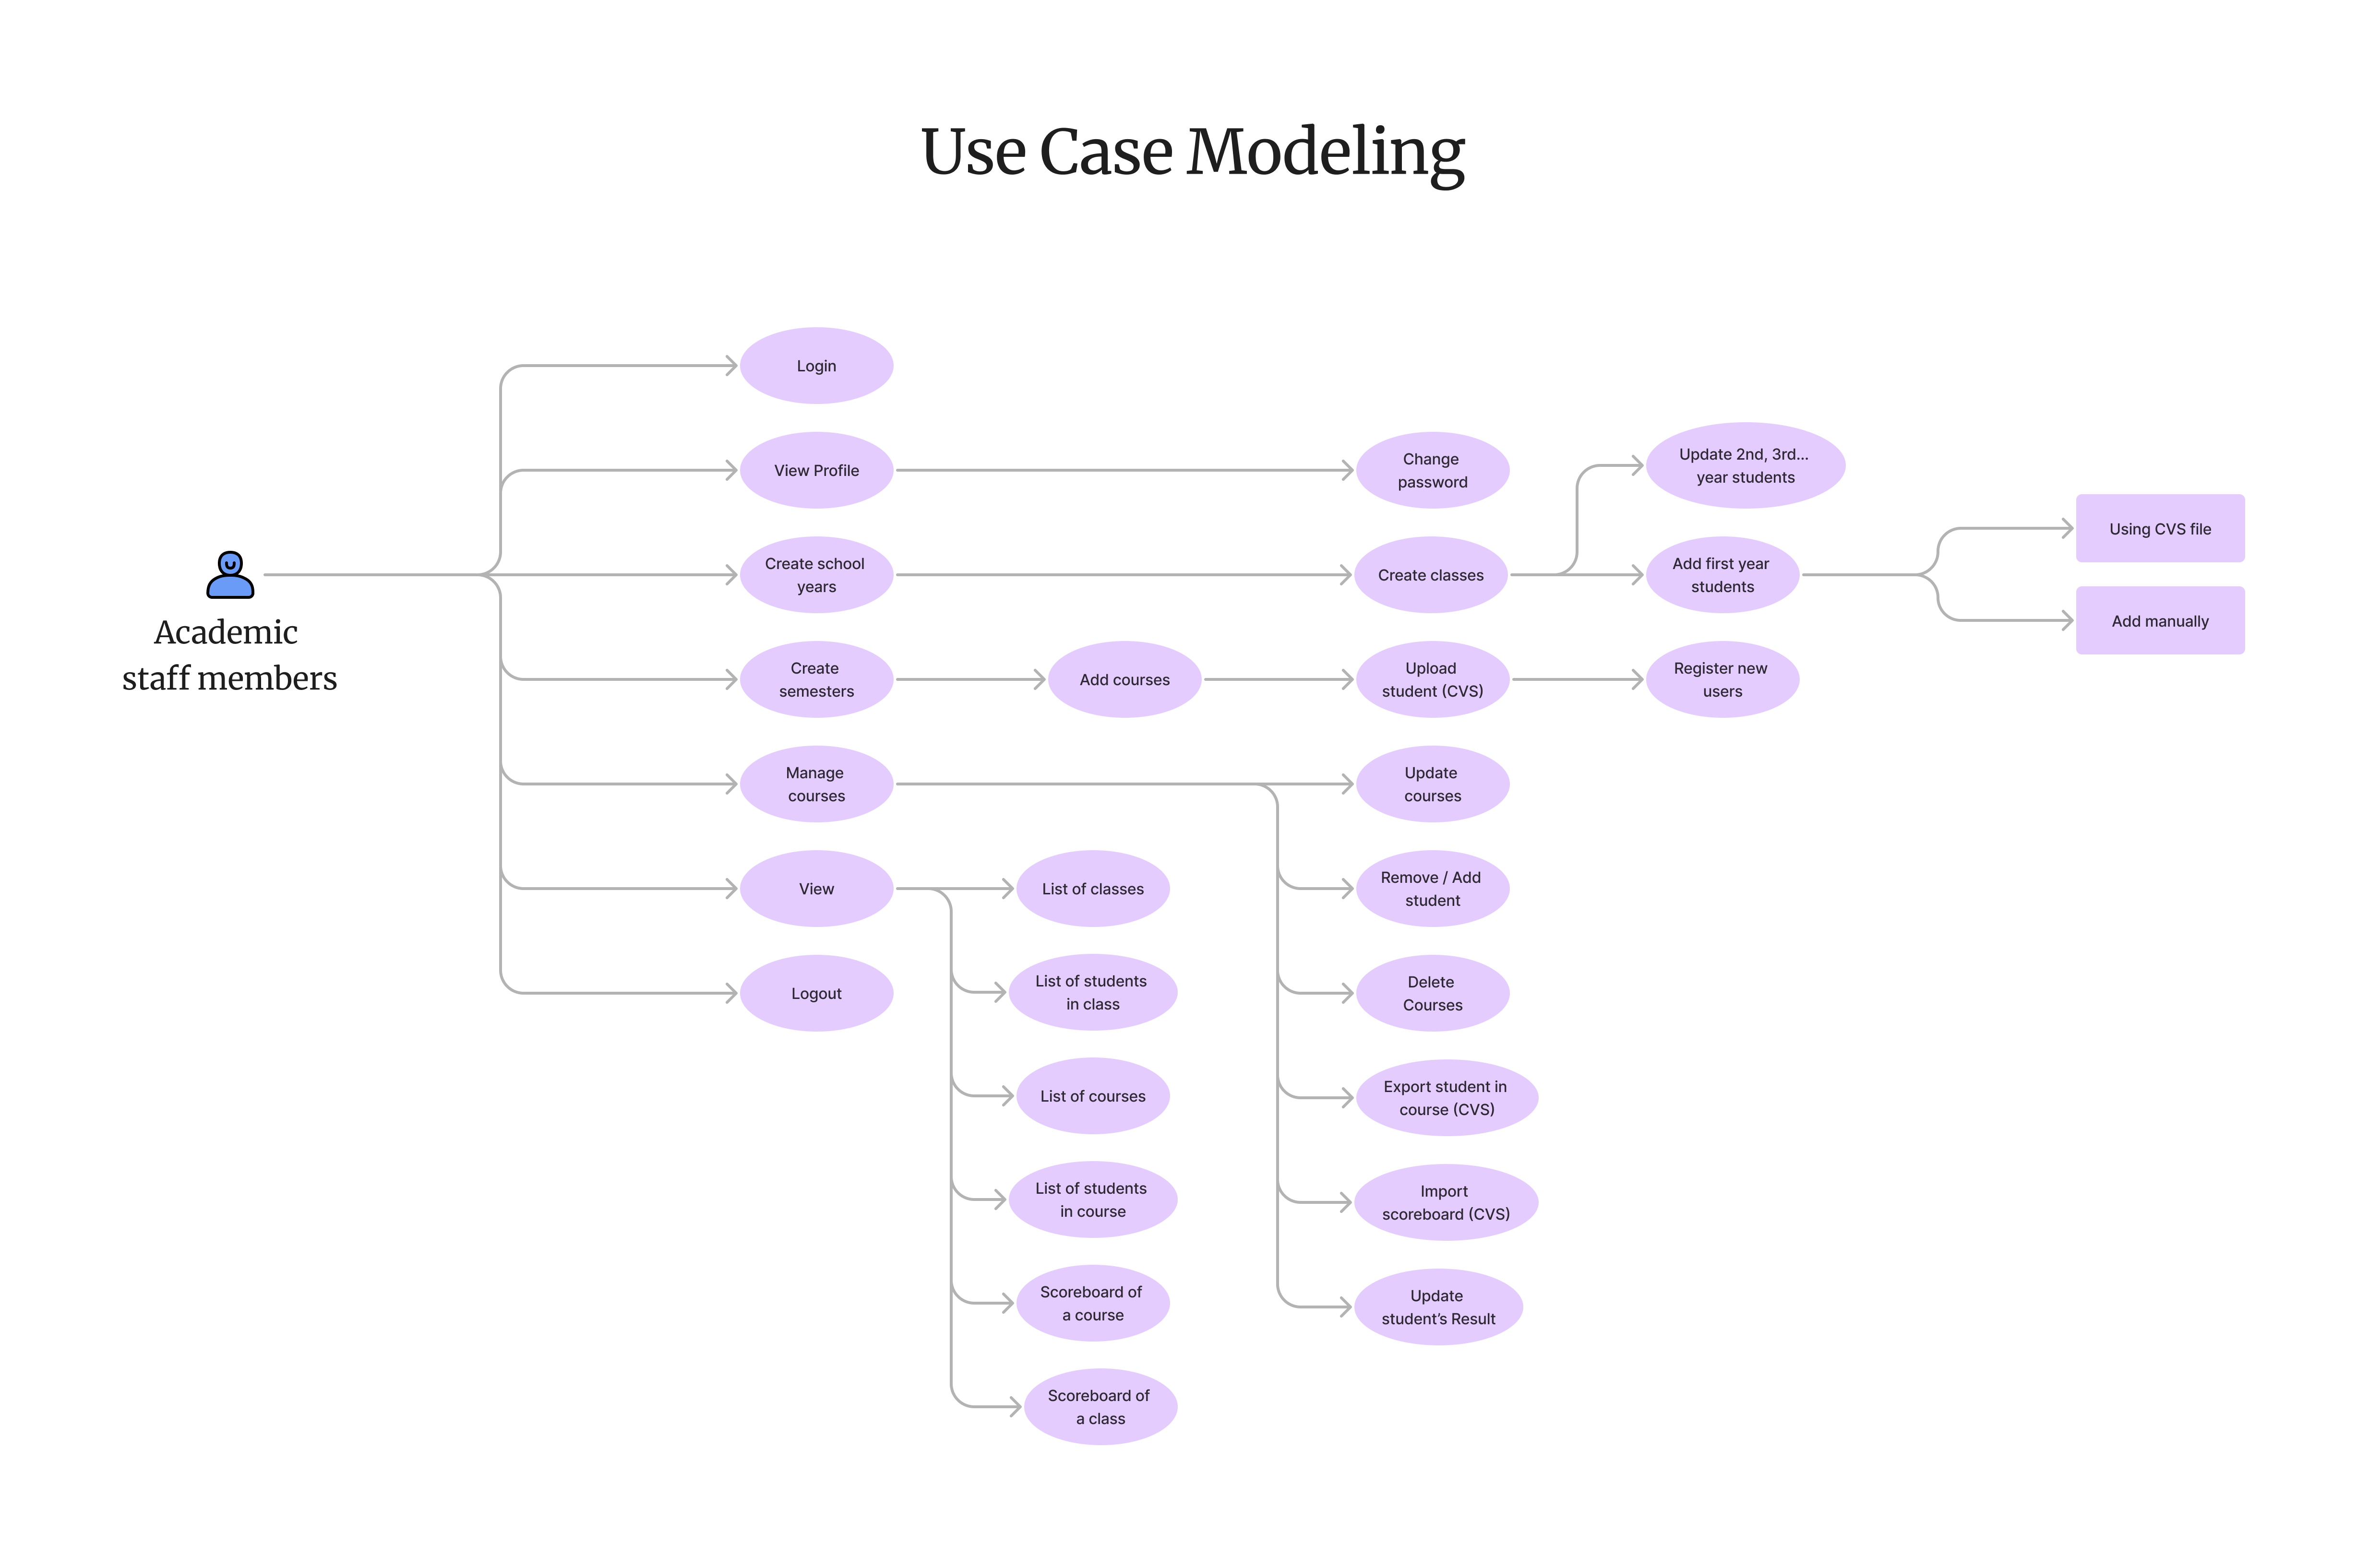 Use Case Modeling
Academic
staff members
Login
View Profile
Change
password
Update 2nd, 3rd...
year students
Create school
years
Create classes
Add first year
students
Using CVS file
Add manually
Create
semesters
Add courses
Upload
student (CVS)
Register new
users
Manage
courses
Update
courses
View
List of classes
Remove / Add
student
Logout
List of students
in class
Delete
Courses
List of courses
Export student in
course (CVS)
List of students
in course
Import
scoreboard (CVS)
Scoreboard of
a course
Update
student’s Result
Scoreboard of
a class